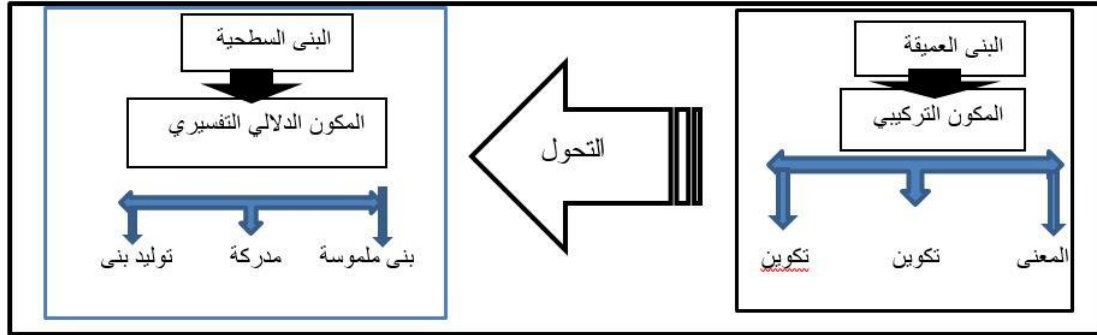 البنى العميقة
المكون التركيبي
المعنى
تكوين
تكوين
التحول
البنى السطحية
المكون الدلالي التفسيري
بنى ملموسة
مدركة
توليد بنى